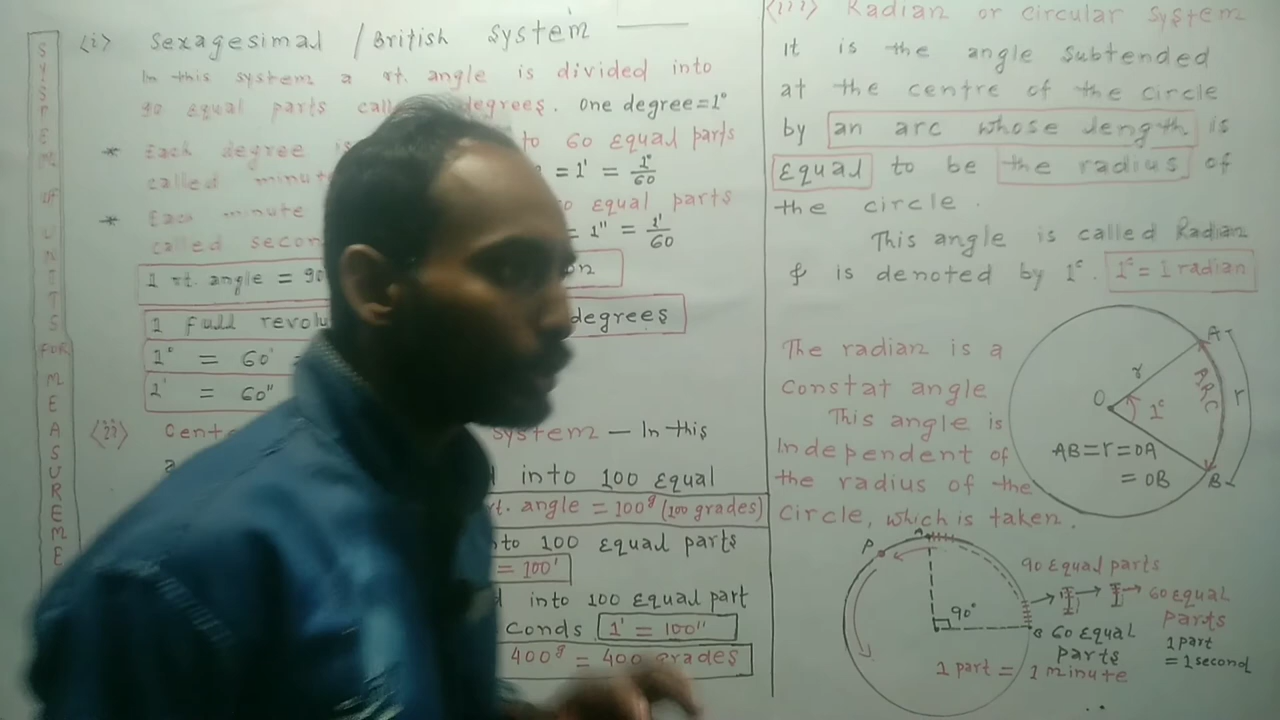 SYSTEM OF UNITS FOR MEASUREME
<i> Sexagesimal / British System
In this system a rt. angle is divided into
90 equal parts call degrees. One degree=1°
* Each degree is to 60 equal parts
called minute = 1' = 1°/60
* Each minute equal parts
called secon = 1" = 1'/60
1 rt. angle = 90
1 full revolu degrees
1° = 60'
1' = 60"
<ii> Cent System — In this
into 100 equal
rt. angle = 100g (100 grades)
nto 100 equal parts
= 100'
d into 100 Equal part
conds 1' = 100"
400g = 400 grades
<iii> Radian or circular System
It is the angle Subtended
at the centre of the circle
by an arc whose length is
Equal to be the radius of
the circle.
This angle is called Radian
& is denoted by 1c. 1c = 1 radian
The radian is a
Constat angle
This angle is
Independent of
the radius of the
Circle, which is taken.
A
r
O
1c
ARC
r
AB=r=OA
=OB
B
P
A
90°
B
90 Equal parts
60 Equal
parts
1 part = 1 minute
60 equal
parts
1 part
= 1 second